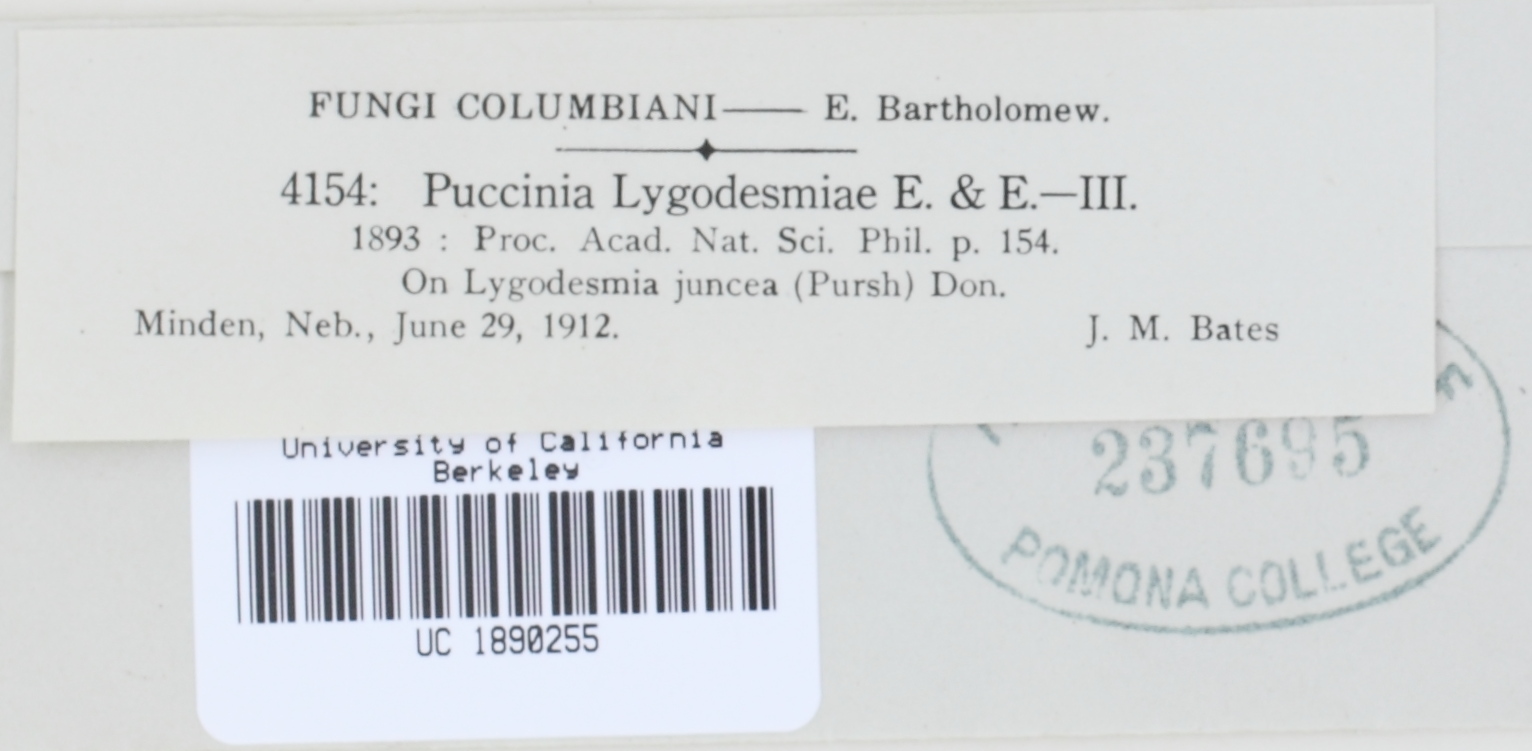 FUNGI COLUMBIANI—— E. Bartholomew.
4154: Puccinia Lygodesmiae E. & E.—III.
1893 : Proc. Acad. Nat. Sci. Phil. p. 154.
On Lygodesmia juncea (Pursh) Don.
Minden, Neb., June 29, 1912. J. M. Bates
University of California
Berkeley
UC 1890255
237695
POMONA COLLEGE